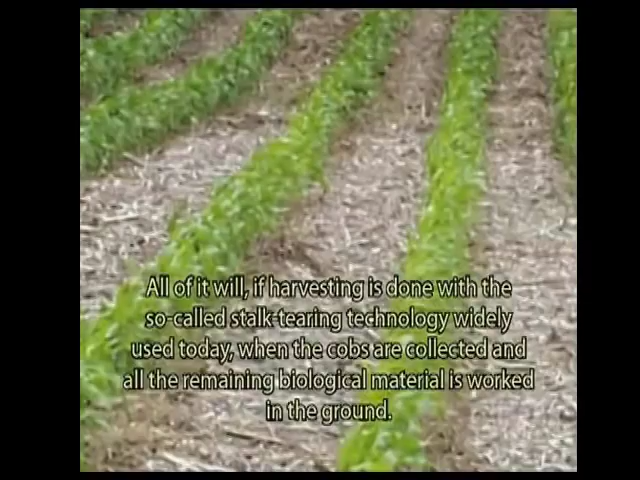 All of it will, if harvesting is done with the
so-called stalk-tearing technology widely
used today, when the cobs are collected and
all the remaining biological material is worked
in the ground.